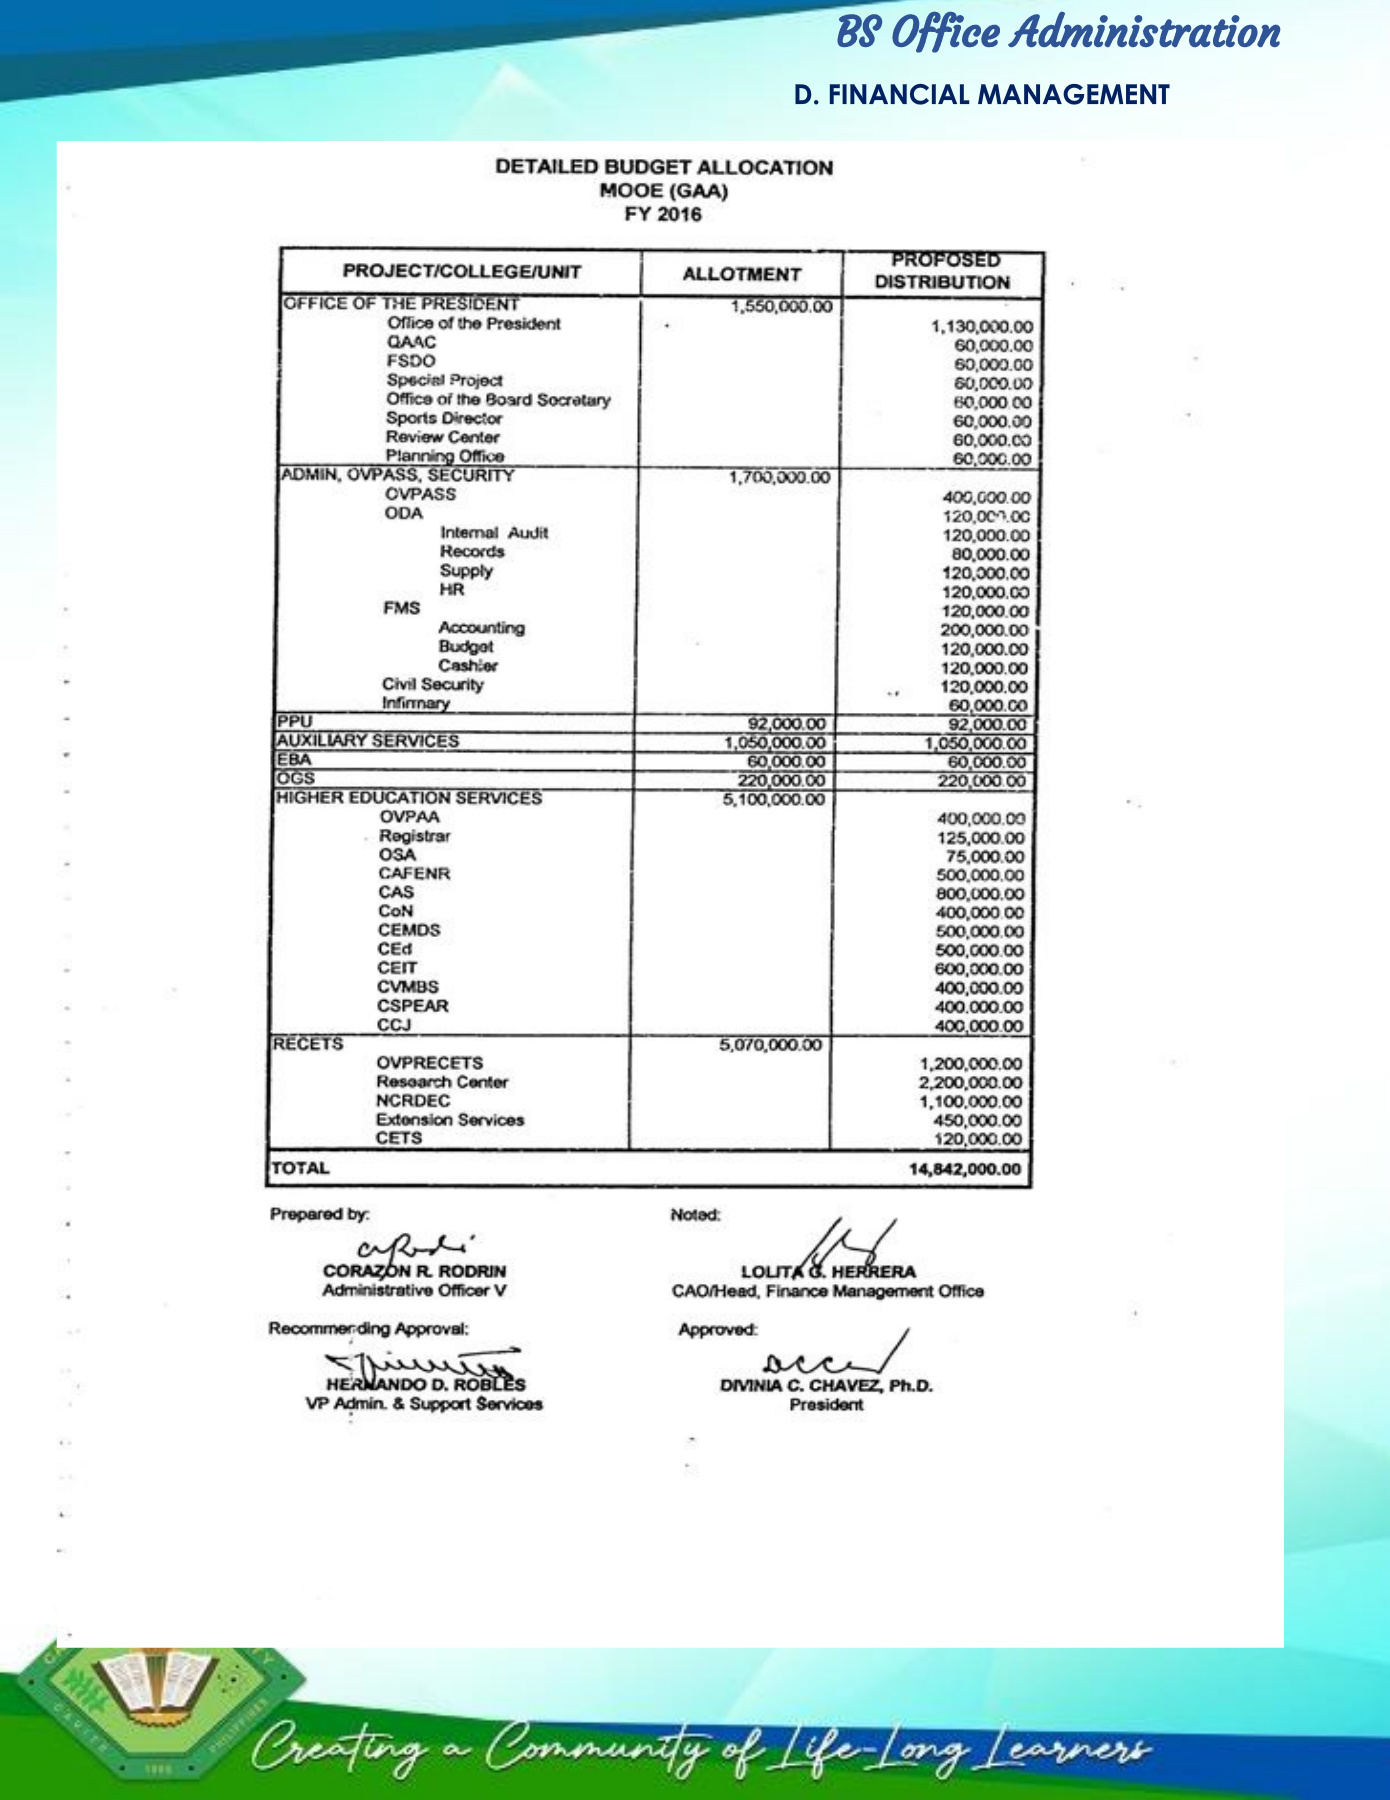 BS Office Administration
D. FINANCIAL MANAGEMENT
DETAILED BUDGET ALLOCATION
MOOE (GAA)
FY 2016
PROJECT/COLLEGE/UNIT ALLOTMENT PROPOSED DISTRIBUTION
OFFICE OF THE PRESIDENT 1,550,000.00
Office of the President 1,130,000.00
QAAC 60,000.00
FSDO 60,000.00
Special Project 60,000.00
Office of the Board Secretary 60,000.00
Sports Director 60,000.00
Review Center 60,000.00
Planning Office 60,000.00
ADMIN, OVPASS, SECURITY 1,700,000.00
OVPASS 400,000.00
ODA 120,000.00
Internal Audit 120,000.00
Records 80,000.00
Supply 120,000.00
HR 120,000.00
FMS 120,000.00
Accounting 200,000.00
Budget 120,000.00
Cashier 120,000.00
Civil Security 120,000.00
Infirmary 60,000.00
PPU 92,000.00 92,000.00
AUXILIARY SERVICES 1,050,000.00 1,050,000.00
EBA 60,000.00 60,000.00
OGS 220,000.00 220,000.00
HIGHER EDUCATION SERVICES 5,100,000.00
OVPAA 400,000.00
Registrar 125,000.00
OSA 75,000.00
CAFENR 500,000.00
CAS 800,000.00
CoN 400,000.00
CEMDS 500,000.00
CEd 500,000.00
CEIT 600,000.00
CVMBS 400,000.00
CSPEAR 400.000.00
CCJ 400,000.00
RECETS 5,070,000.00
OVPRECETS 1,200,000.00
Research Center 2,200,000.00
NCRDEC 1,100,000.00
Extension Services 450,000.00
CETS 120,000.00
TOTAL 14,842,000.00
Prepared by: Noted:
CORAZON R. RODRIN LOLITA G. HERRERA
Administrative Officer V CAO/Head, Finance Management Office
Recommending Approval: Approved:
HERNANDO D. ROBLES DIVINIA C. CHAVEZ, Ph.D.
VP Admin. & Support Services President
CAVITE PHILIPPINES
1906
Creating a Community of Life-Long Learners